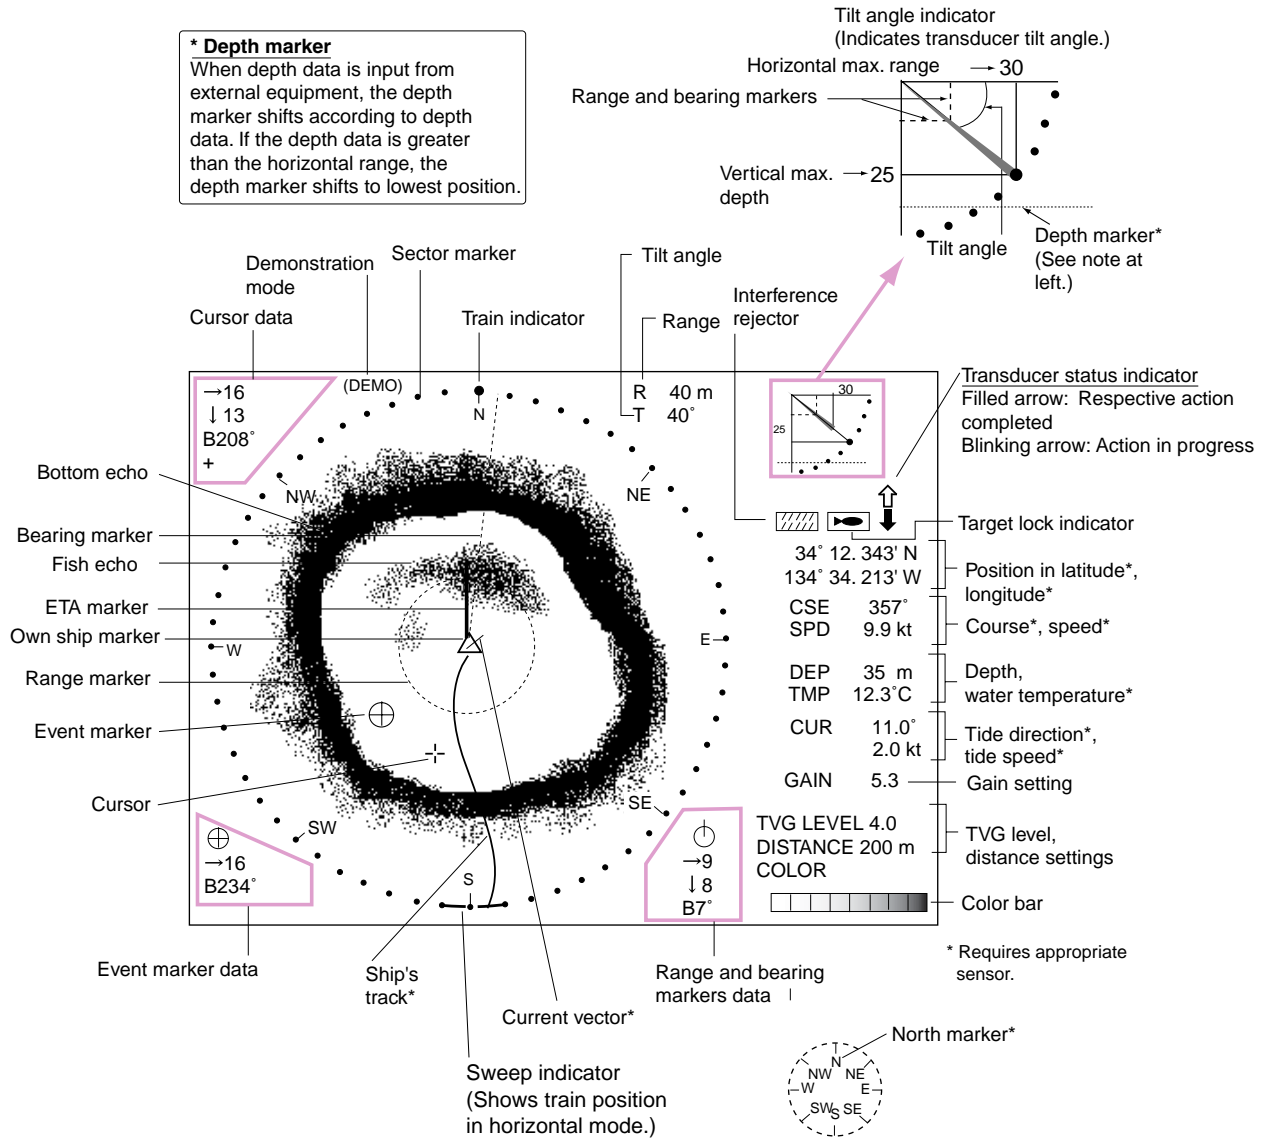 * Depth marker
When depth data is input from
external equipment, the depth
marker shifts according to depth
data. If the depth data is greater
than the horizontal range, the
depth marker shifts to lowest position.
Tilt angle indicator
(Indicates transducer tilt angle.)
Horizontal max. range → 30
Range and bearing markers
Vertical max.
depth
→ 25
Tilt angle
Depth marker*
(See note at
left.)
Demonstration
mode
Sector marker
Tilt angle
Cursor data
Train indicator
Range
Interference
rejector
→16
↓ 13
B208°
+
(DEMO)
N
R 40 m
T 40°
30
25
Transducer status indicator
Filled arrow: Respective action
completed
Blinking arrow: Action in progress
Bottom echo
NW
NE
Bearing marker
Fish echo
ETA marker
Own ship marker
W
E
Range marker
Event marker
Cursor
Target lock indicator
34° 12. 343' N
134° 34. 213' W
Position in latitude*,
longitude*
CSE 357°
SPD 9.9 kt
Course*, speed*
DEP 35 m
TMP 12.3°C
Depth,
water temperature*
CUR 11.0°
2.0 kt
Tide direction*,
tide speed*
GAIN 5.3
Gain setting
SW
SE
S
→16
B234°
→9
↓ 8
B7°
TVG LEVEL 4.0
DISTANCE 200 m
COLOR
TVG level,
distance settings
Color bar
Event marker data
Ship's
track*
Current vector*
Range and bearing
markers data
* Requires appropriate
sensor.
Sweep indicator
(Shows train position
in horizontal mode.)
North marker*
N
NW
NE
W
E
SW
S
SE